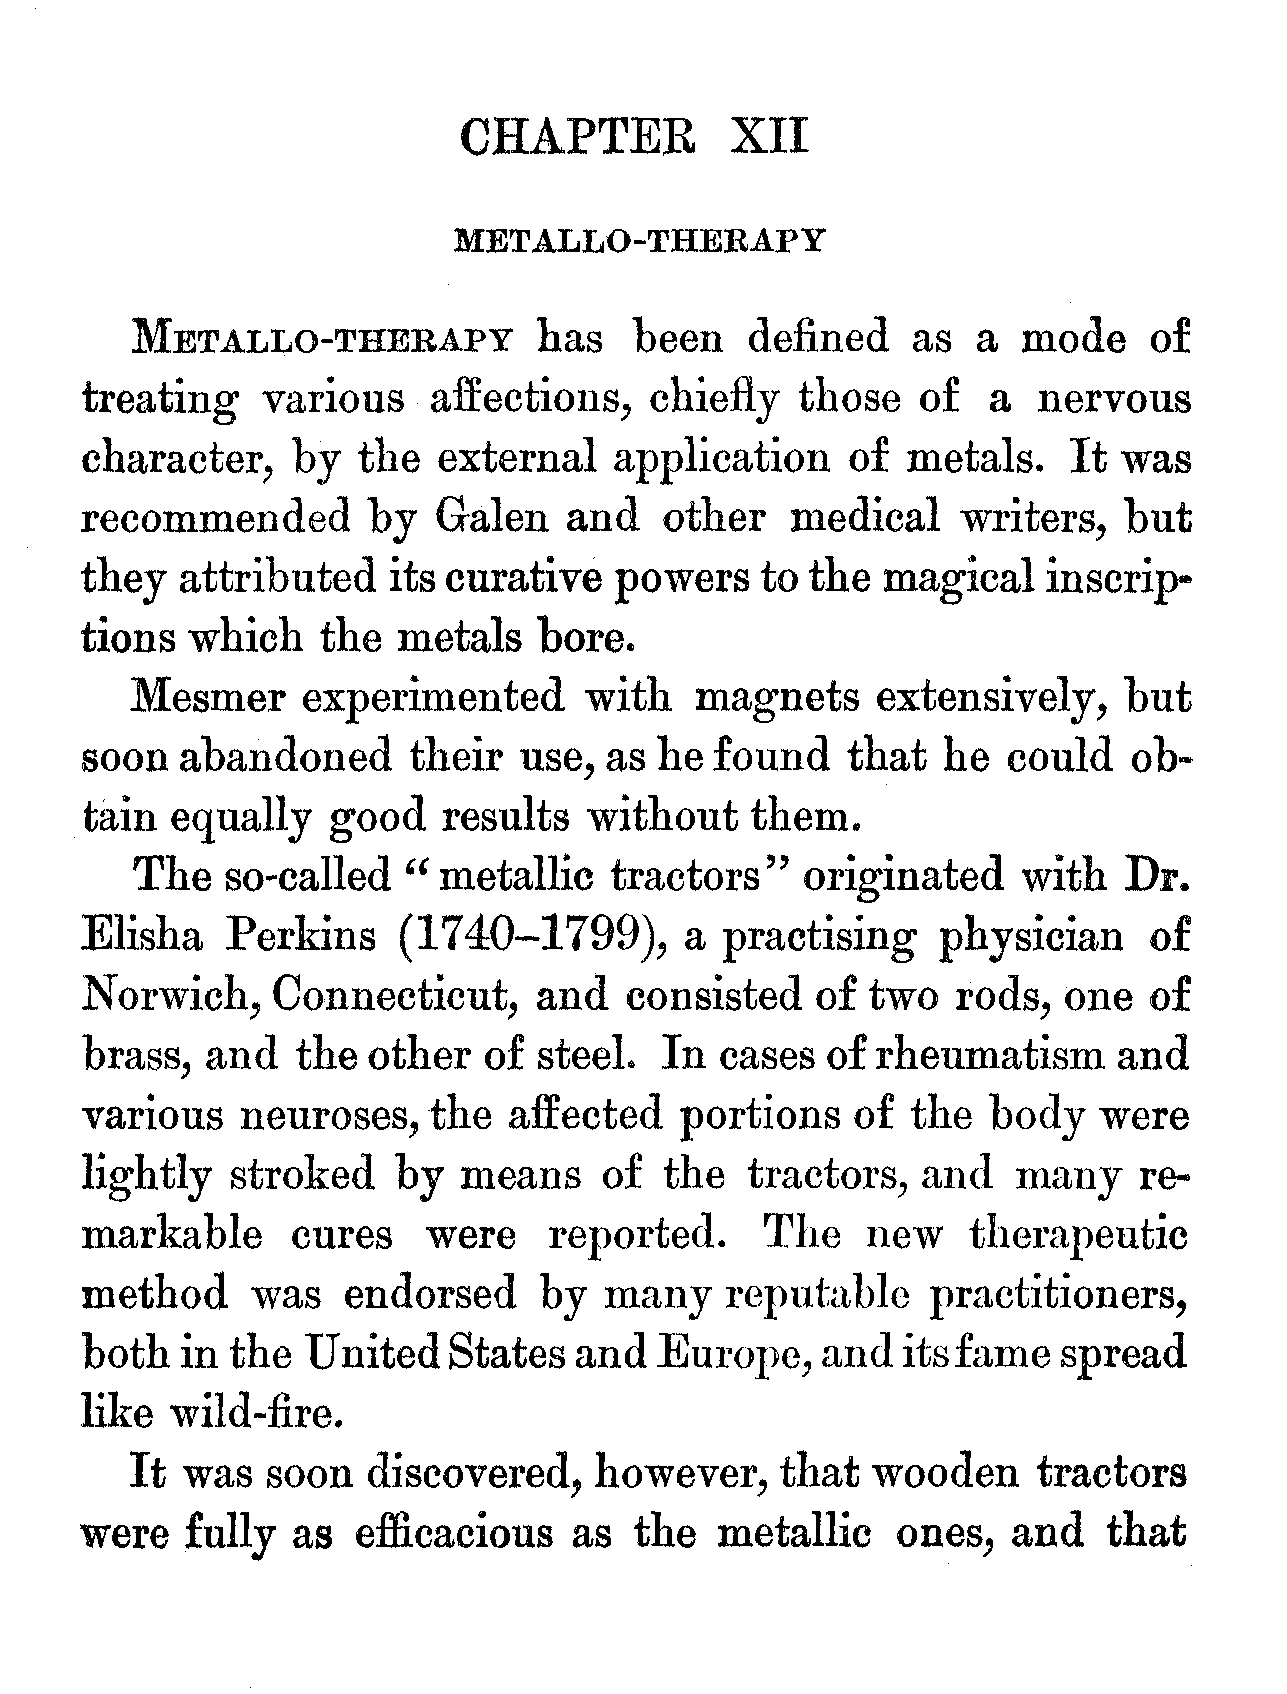 CHAPTER XII
METALLO-THERAPY
METALLO-THERAPY has been defined as a mode of
treating various affections, chiefly those of a nervous
character, by the external application of metals. It was
recommended by Galen and other medical writers, but
they attributed its curative powers to the magical inscrip-
tions which the metals bore.
Mesmer experimented with magnets extensively, but
soon abandoned their use, as he found that he could ob-
tain equally good results without them.
The so-called “ metallic tractors” originated with Dr.
Elisha Perkins (1740–1799), a practising physician of
Norwich, Connecticut, and consisted of two rods, one of
brass, and the other of steel. In cases of rheumatism and
various neuroses, the affected portions of the body were
lightly stroked by means of the tractors, and many re-
markable cures were reported. The new therapeutic
method was endorsed by many reputable practitioners,
both in the United States and Europe, and its fame spread
like wild-fire.
It was soon discovered, however, that wooden tractors
were fully as efficacious as the metallic ones, and that